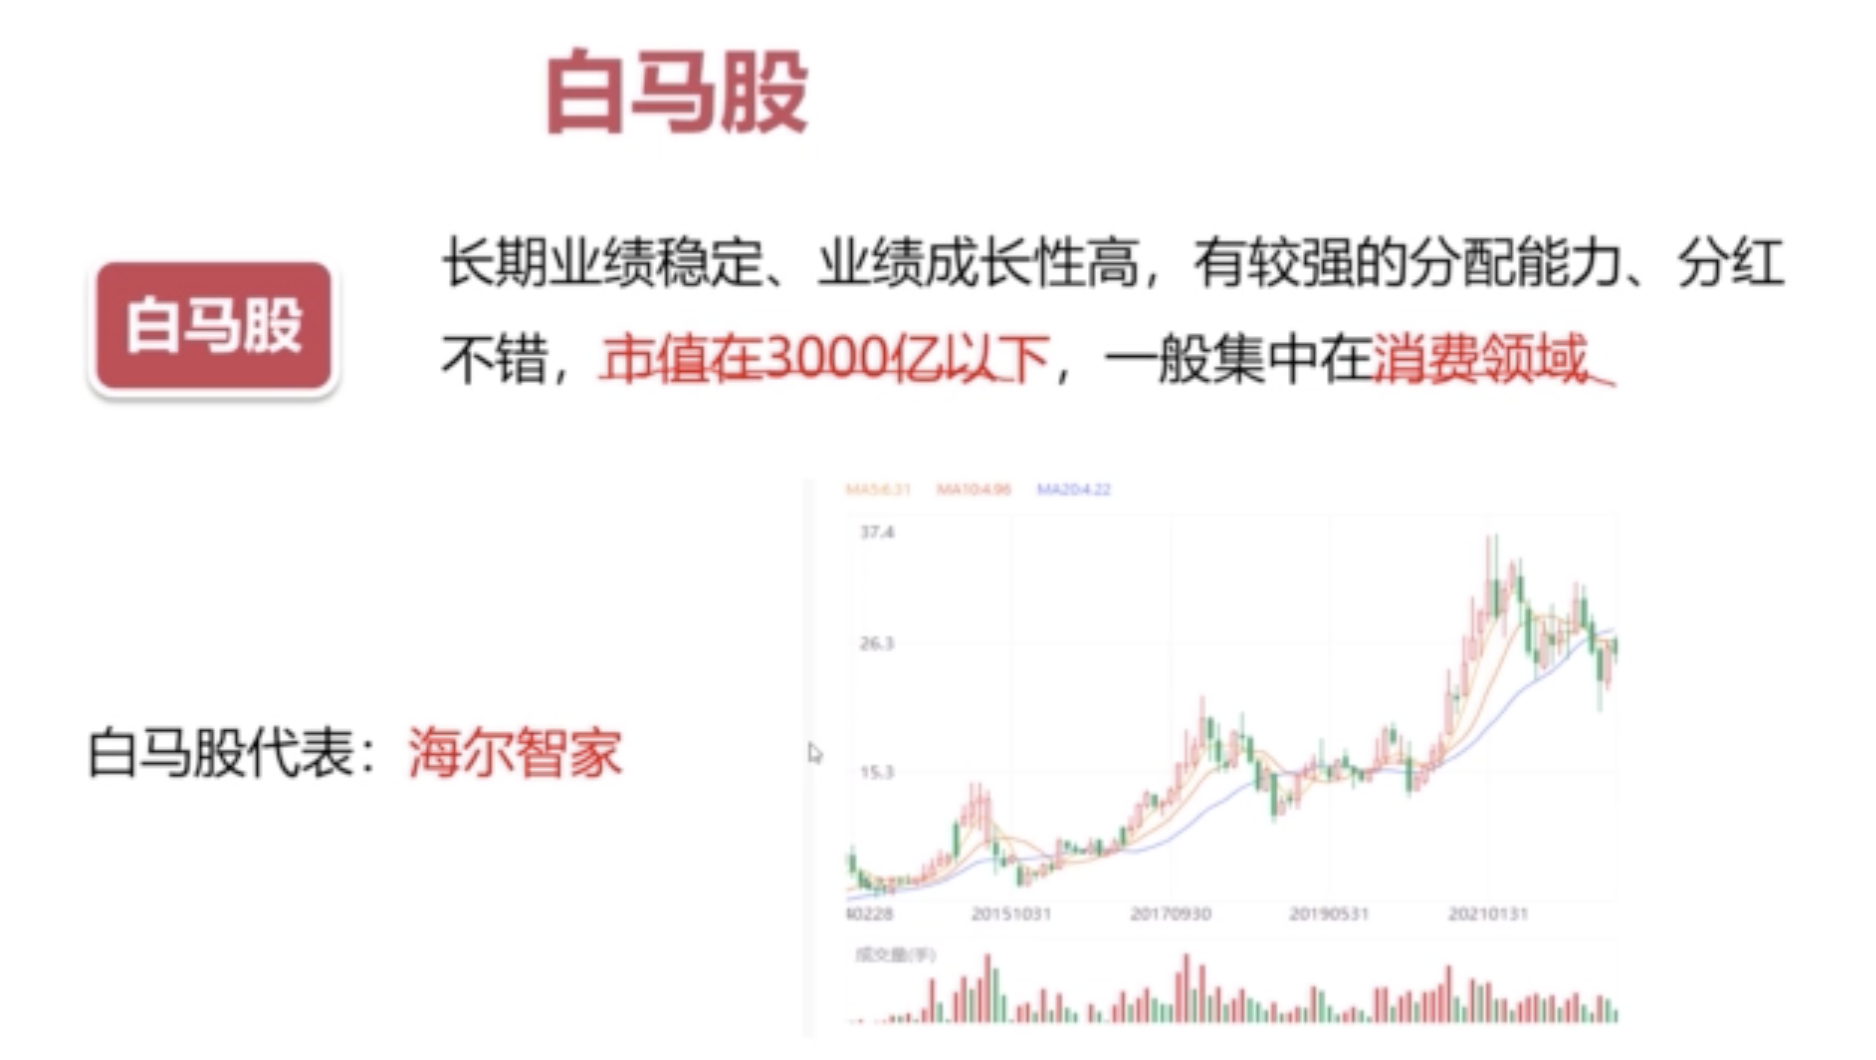 白马股
白马股
长期业绩稳定、业绩成长性高，有较强的分配能力、分红
不错，市值在3000亿以下，一般集中在消费领域、
白马股代表：海尔智家
MA5:6.31 MA10:4.96 MA20:4.22
37.4
26.3
15.3
40228 20151031 20170930 20190531 20210131
成交量(手)